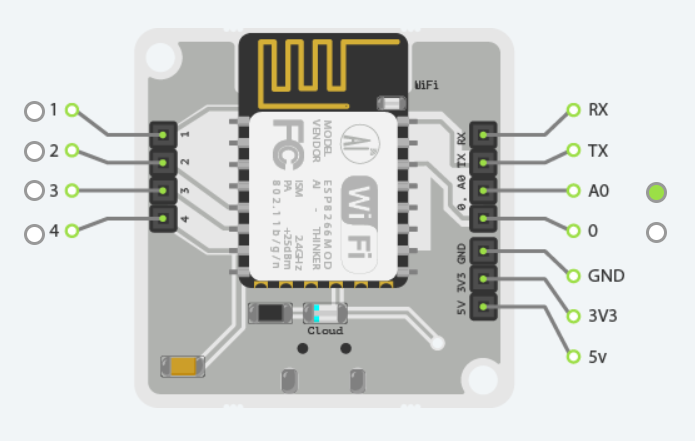 WiFi
1
2
3
4
1
2
3
4
MODEL
VENDOR
ESP8266MOD
AI - THINKER
ISM 2.4GHz
PA +25dBm
802.11b/g/n
FC
Ai
Wi Fi
Cloud
RX
TX
A0
0.
GND
3V3
5V
RX
TX
A0
0
GND
3V3
5v